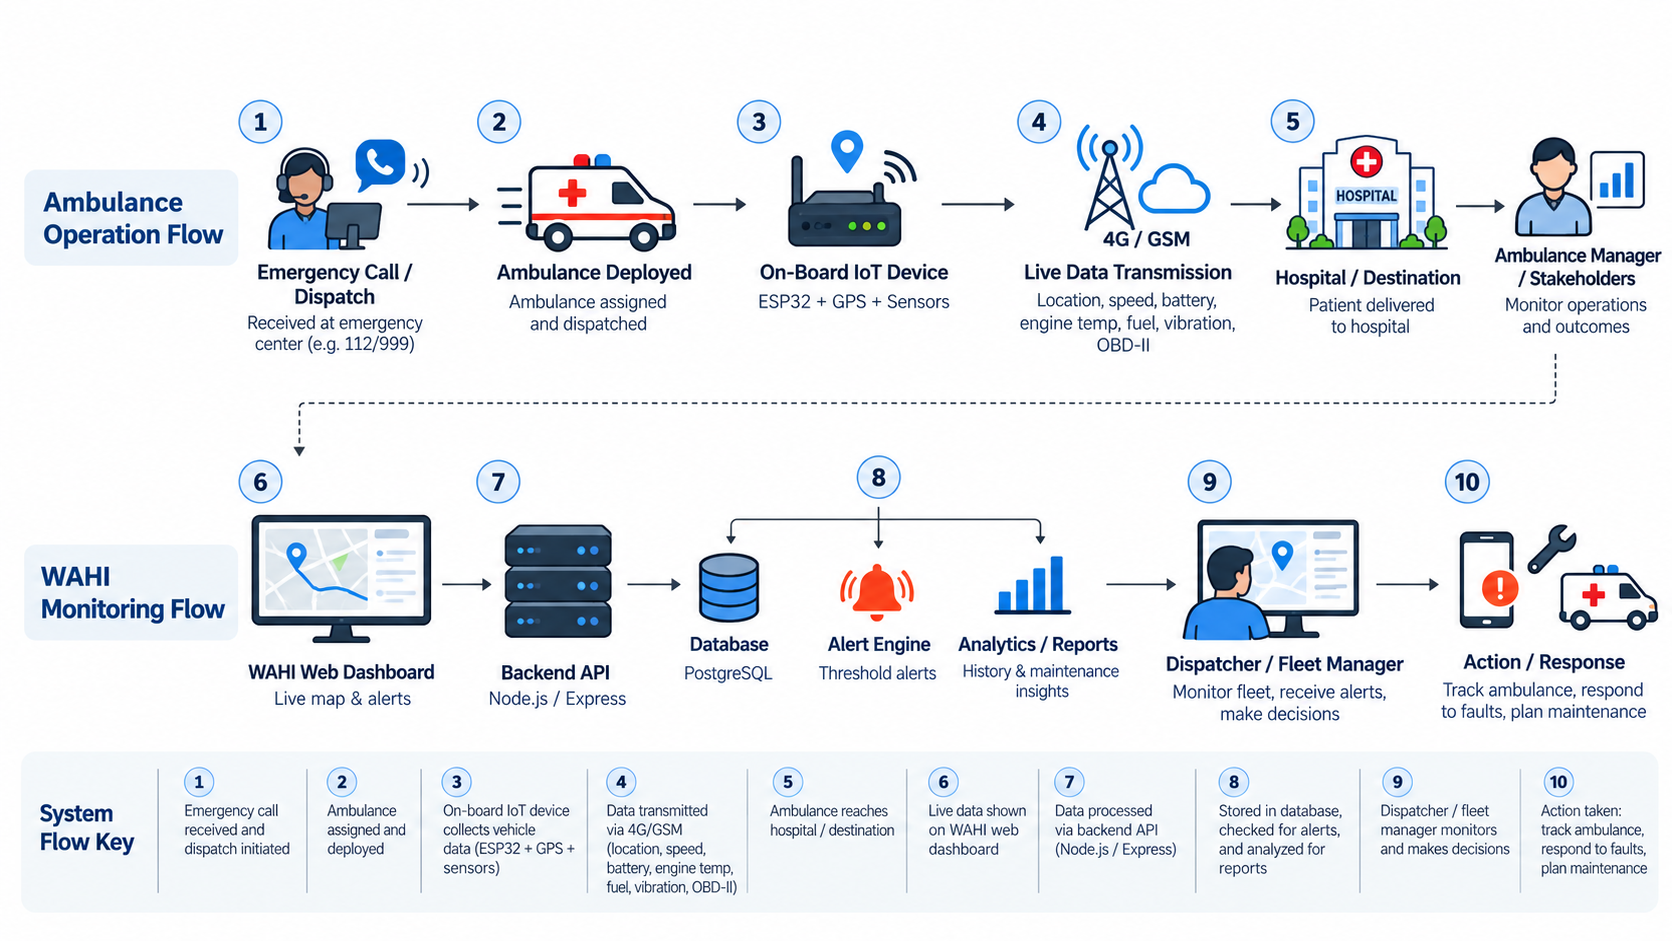 1
2
3
4
5
Ambulance
Operation Flow
HOSPITAL
4G / GSM
Emergency Call /
Dispatch
Received at emergency
center (e.g. 112/999)
Ambulance Deployed
Ambulance assigned
and dispatched
On-Board IoT Device
ESP32 + GPS + Sensors
Live Data Transmission
Location, speed, battery,
engine temp, fuel, vibration,
OBD-II
Hospital / Destination
Patient delivered
to hospital
Ambulance Manager
/ Stakeholders
Monitor operations
and outcomes
6
7
8
9
10
WAHI
Monitoring Flow
WAHI Web Dashboard
Live map & alerts
Backend API
Node.js / Express
Database
PostgreSQL
Alert Engine
Threshold alerts
Analytics / Reports
History & maintenance
insights
Dispatcher / Fleet Manager
Monitor fleet, receive alerts,
make decisions
!
Action / Response
Track ambulance, respond
to faults, plan maintenance
System
Flow Key
1
Emergency call
received and
dispatch initiated
2
Ambulance
assigned and
deployed
3
On-board IoT device
collects vehicle
data (ESP32 + GPS +
sensors)
4
Data transmitted
via 4G/GSM
(location, speed,
battery, engine temp,
fuel, vibration, OBD-II)
5
Ambulance reaches
hospital / destination
6
Live data shown
on WAHI web
dashboard
7
Data processed
via backend API
(Node.js / Express)
8
Stored in database,
checked for alerts,
and analyzed for
reports
9
Dispatcher / fleet
manager monitors
and makes decisions
10
Action taken:
track ambulance,
respond to faults,
plan maintenance